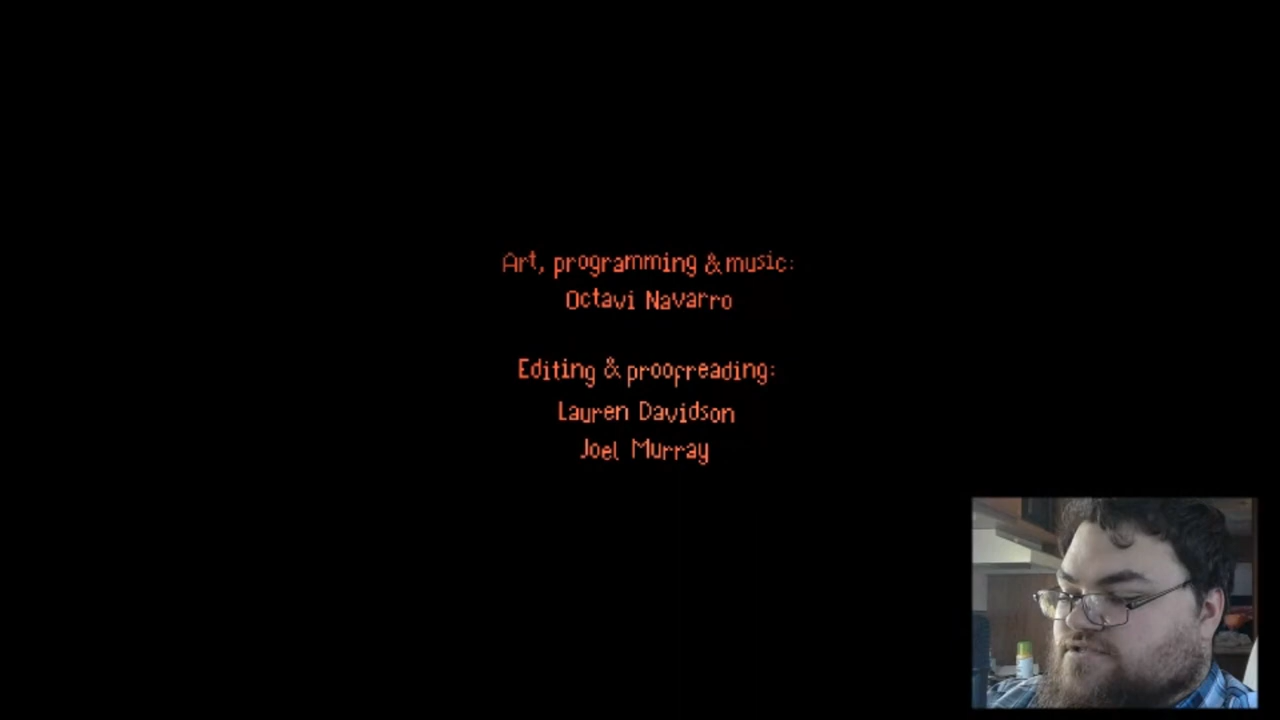 Art, programming & music:
Octavi Navarro
Editing & proofreading:
Lauren Davidson
Joel Murray